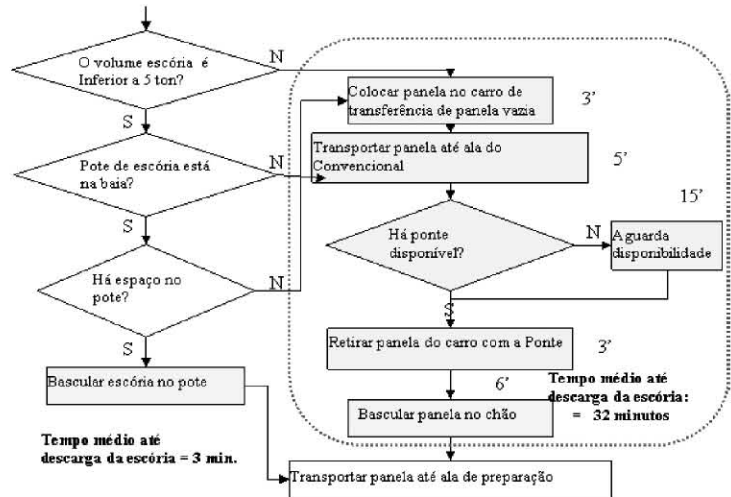 O volume escória é
Inferior a 5 ton?
N
S
Pote de escória está
na baia?
N
S
Há espaço no
pote?
N
S
Bascular escória no pote
Tempo médio até
descarga da escória = 3 min.
Colocar panela no carro de
transferência de panela vazia
3'
Transportar panela até ala do
Convencional
5'
Há ponte
disponível?
N
15'
Aguarda
disponibilidade
S
Retirar panela do carro com a Ponte
3'
6'
Tempo médio até
descarga da escória:
= 32 minutos
Bascular panela no chão
Transportar panela até ala de preparação